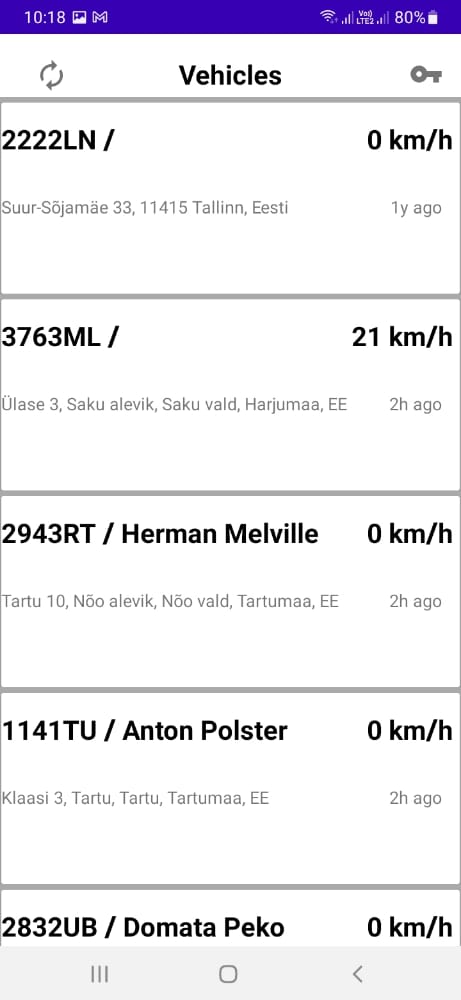 10:18 Vo)) LTE2 80%
Vehicles
2222LN / 0 km/h
Suur-Sõjamäe 33, 11415 Tallinn, Eesti 1y ago
3763ML / 21 km/h
Ülase 3, Saku alevik, Saku vald, Harjumaa, EE 2h ago
2943RT / Herman Melville 0 km/h
Tartu 10, Nõo alevik, Nõo vald, Tartumaa, EE 2h ago
1141TU / Anton Polster 0 km/h
Klaasi 3, Tartu, Tartu, Tartumaa, EE 2h ago
2832UB / Domata Peko 0 km/h